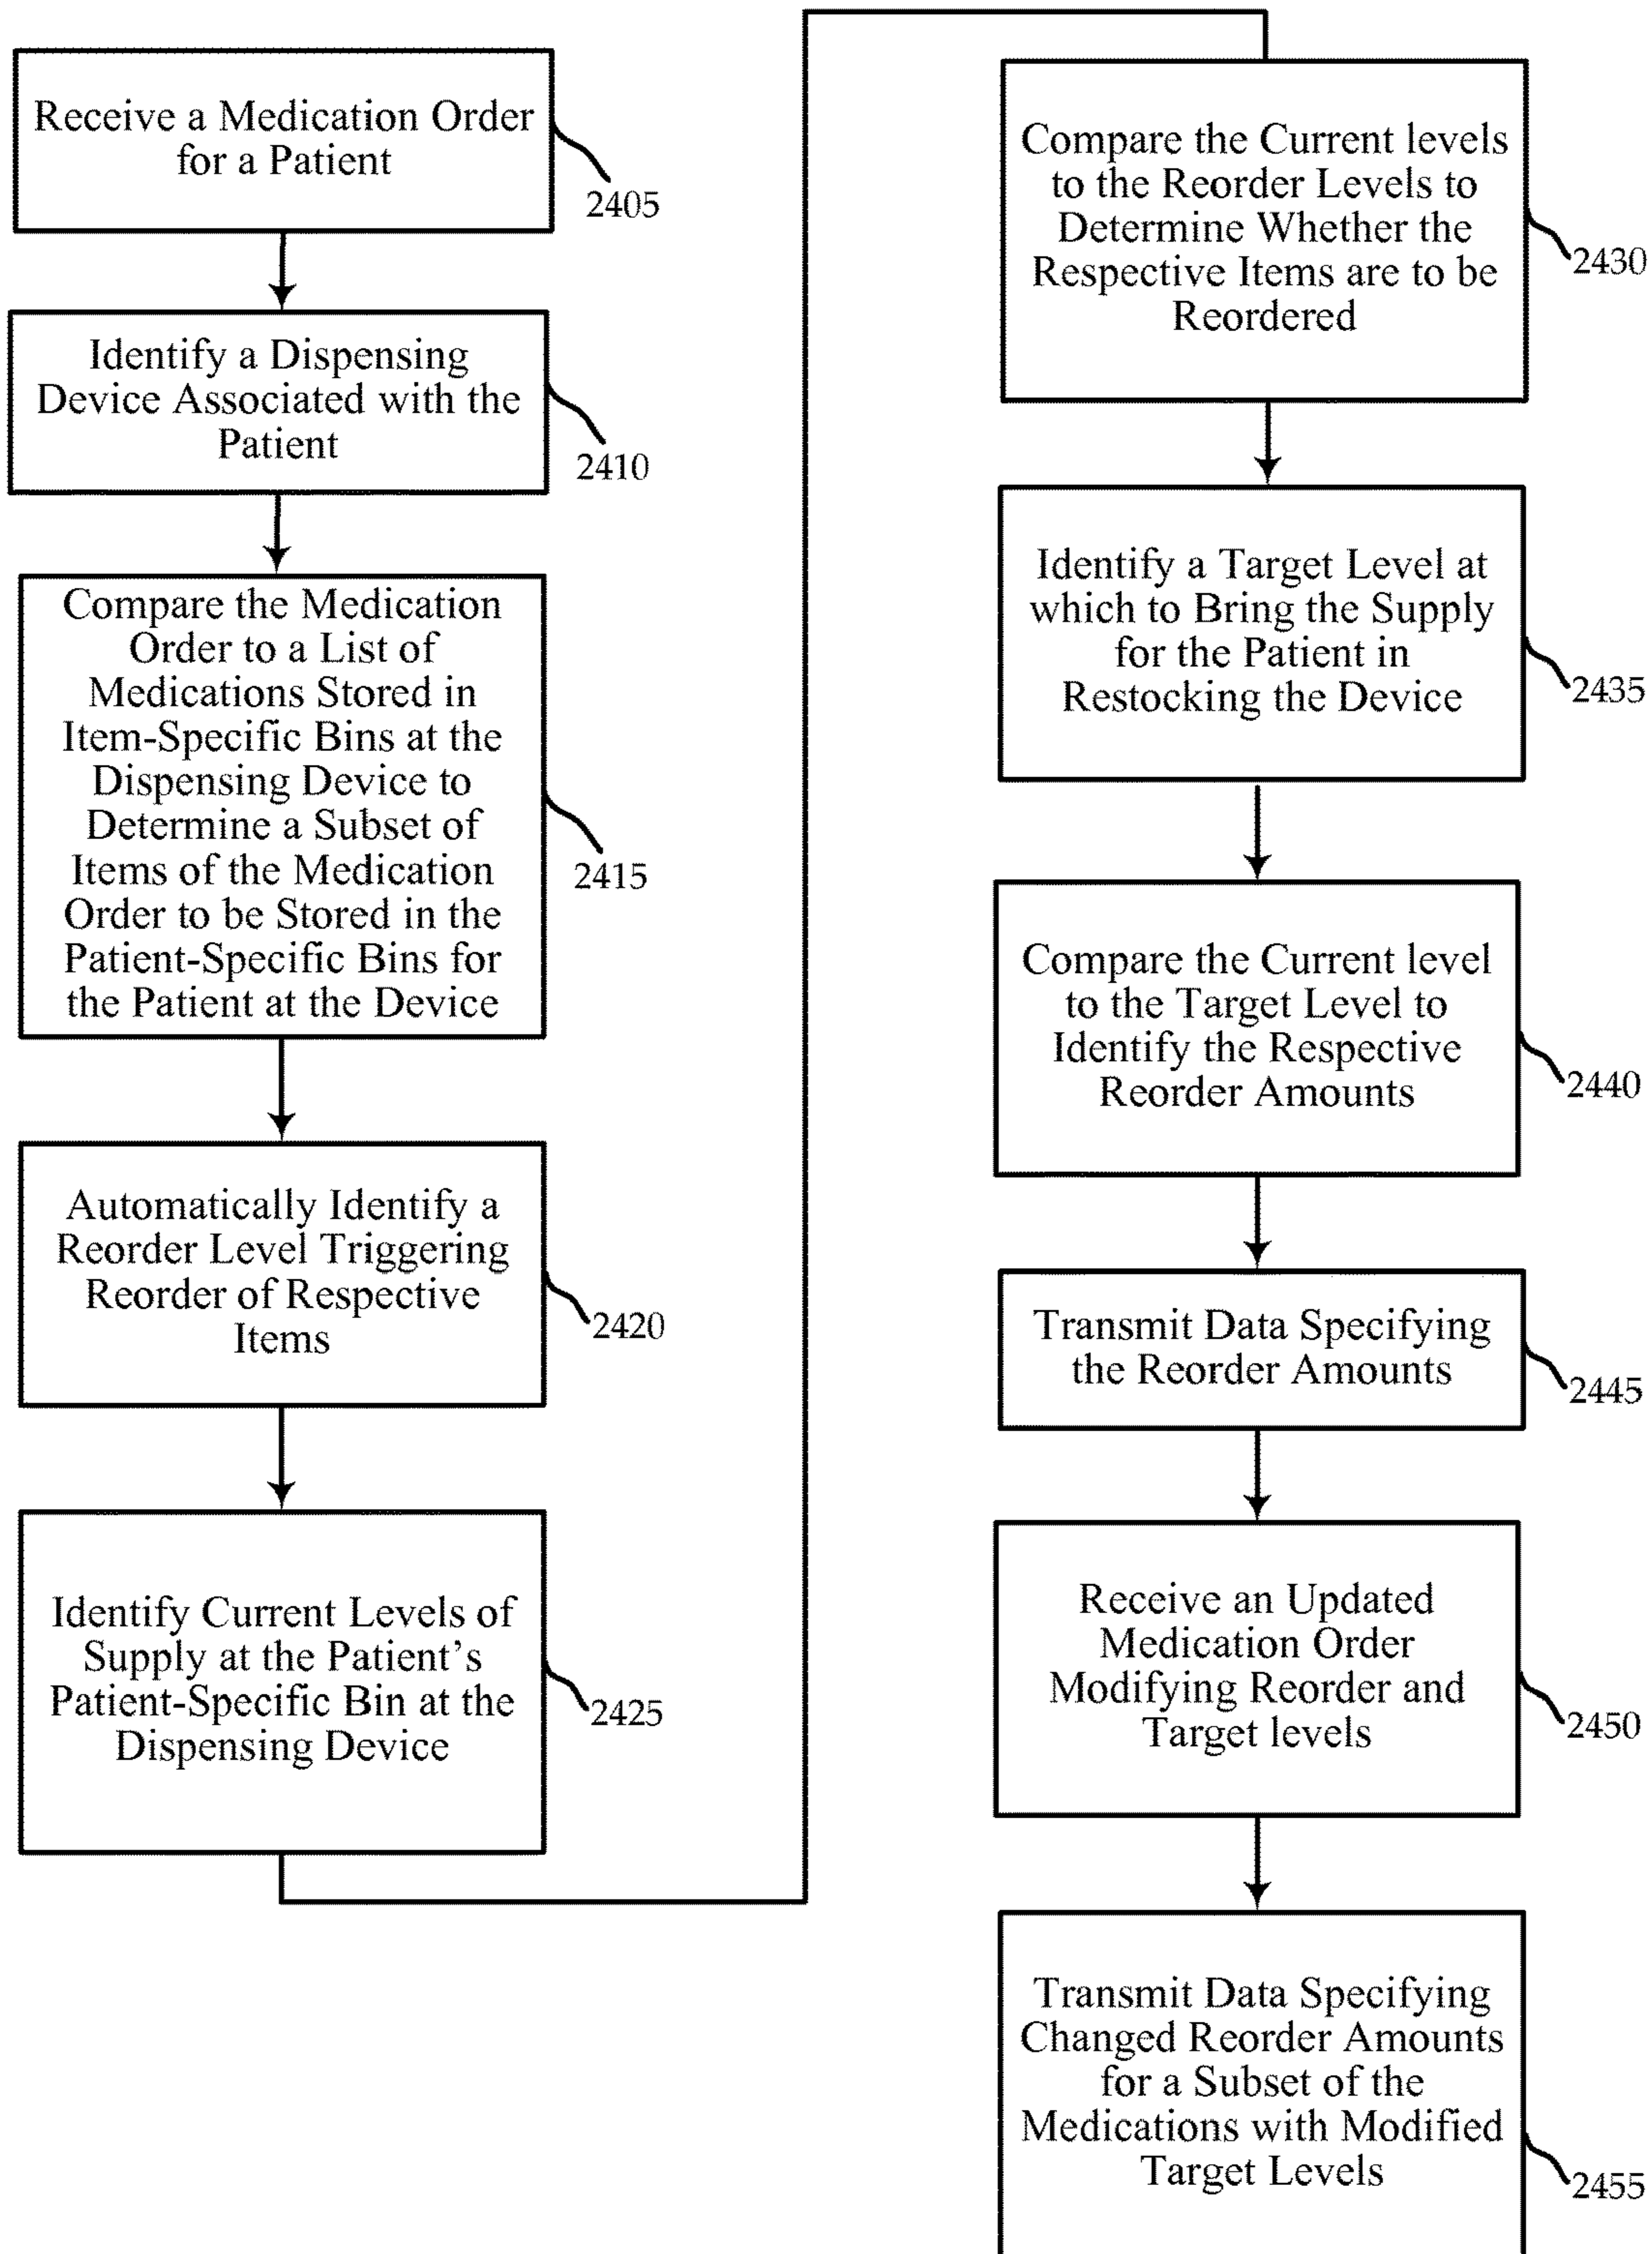 Receive a Medication Order
for a Patient
2405
Identify a Dispensing
Device Associated with the
Patient
2410
Compare the Medication
Order to a List of
Medications Stored in
Item-Specific Bins at the
Dispensing Device to
Determine a Subset of
Items of the Medication
Order to be Stored in the
Patient-Specific Bins for
the Patient at the Device
2415
Automatically Identify a
Reorder Level Triggering
Reorder of Respective
Items
2420
Identify Current Levels of
Supply at the Patient's
Patient-Specific Bin at the
Dispensing Device
2425
Compare the Current levels
to the Reorder Levels to
Determine Whether the
Respective Items are to be
Reordered
2430
Identify a Target Level at
which to Bring the Supply
for the Patient in
Restocking the Device
2435
Compare the Current level
to the Target Level to
Identify the Respective
Reorder Amounts
2440
Transmit Data Specifying
the Reorder Amounts
2445
Receive an Updated
Medication Order
Modifying Reorder and
Target levels
2450
Transmit Data Specifying
Changed Reorder Amounts
for a Subset of the
Medications with Modified
Target Levels
2455